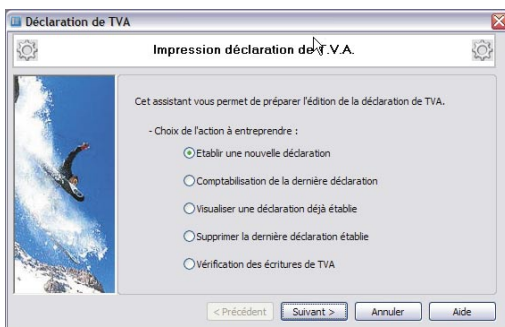 Déclaration de TVA
Impression déclaration de T.V.A.
Cet assistant vous permet de préparer l'édition de la déclaration de TVA.
- Choix de l'action à entreprendre :
Etablir une nouvelle déclaration
Comptabilisation de la dernière déclaration
Visualiser une déclaration déjà établie
Supprimer la dernière déclaration établie
Vérification des écritures de TVA
< Précédent Suivant > Annuler Aide